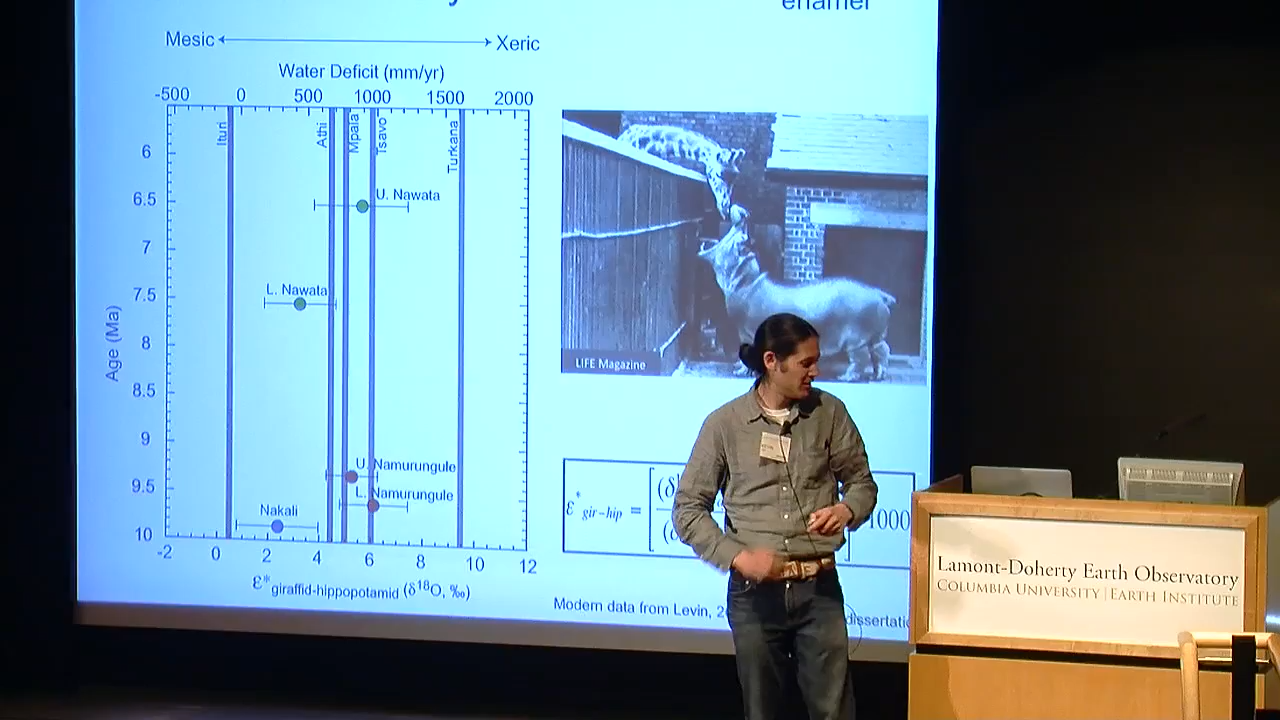 enamel
Mesic Xeric
Water Deficit (mm/yr)
-500 0 500 1000 1500 2000
Ituri
Athi
Mpala
Tsavo
Turkana
6
6.5
7
7.5
8
8.5
9
9.5
10
Age (Ma)
U. Nawata
L. Nawata
U. Namurungule
L. Namurungule
Nakali
-2 0 2 4 6 8 10 12
ε* giraffid-hippopotamid (δ18O, ‰)
LIFE Magazine
ε* gir-hip = [(δ
(δ
1000
Modern data from Levin, 2
dissertatio
Lamont-Doherty Earth Observatory
COLUMBIA UNIVERSITY | EARTH INSTITUTE